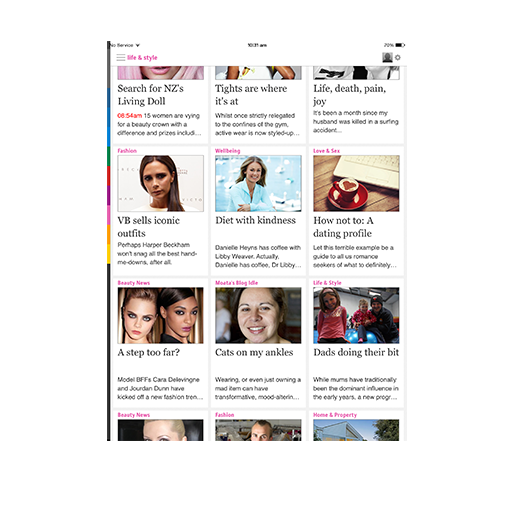 No Service
10:31 am
70%
life & style
Search for NZ's
Living Doll
08:54am 15 women are vying
for a beauty crown with a
difference and prizes includi...
Tights are where
it's at
Whilst once strictly relegated
to the confines of the gym,
active wear is now styled-up...
Life, death, pain,
joy
It's been a month since my
husband was killed in a surfing
accident...
Fashion
VB sells iconic
outfits
Perhaps Harper Beckham
won't snag all the best hand-
me-downs, after all.
Wellbeing
Diet with kindness
Danielle Heyns has coffee with
Libby Weaver. Actually,
Danielle has coffee, Dr Libby...
Love & Sex
How not to: A
dating profile
Let this terrible example be a
guide to all us romance
seekers of what to definitely...
Beauty News
A step too far?
Model BFFs Cara Delevingne
and Jourdan Dunn have
kicked off a new fashion tren...
Moata's Blog Idle
Cats on my ankles
Wearing, or even just owning a
mad item can have
transformative, mood-alterin...
Life & Style
Dads doing their bit
While mums have traditionally
been the dominant influence in
the early years, a new progr...
Beauty News
Fashion
Home & Property